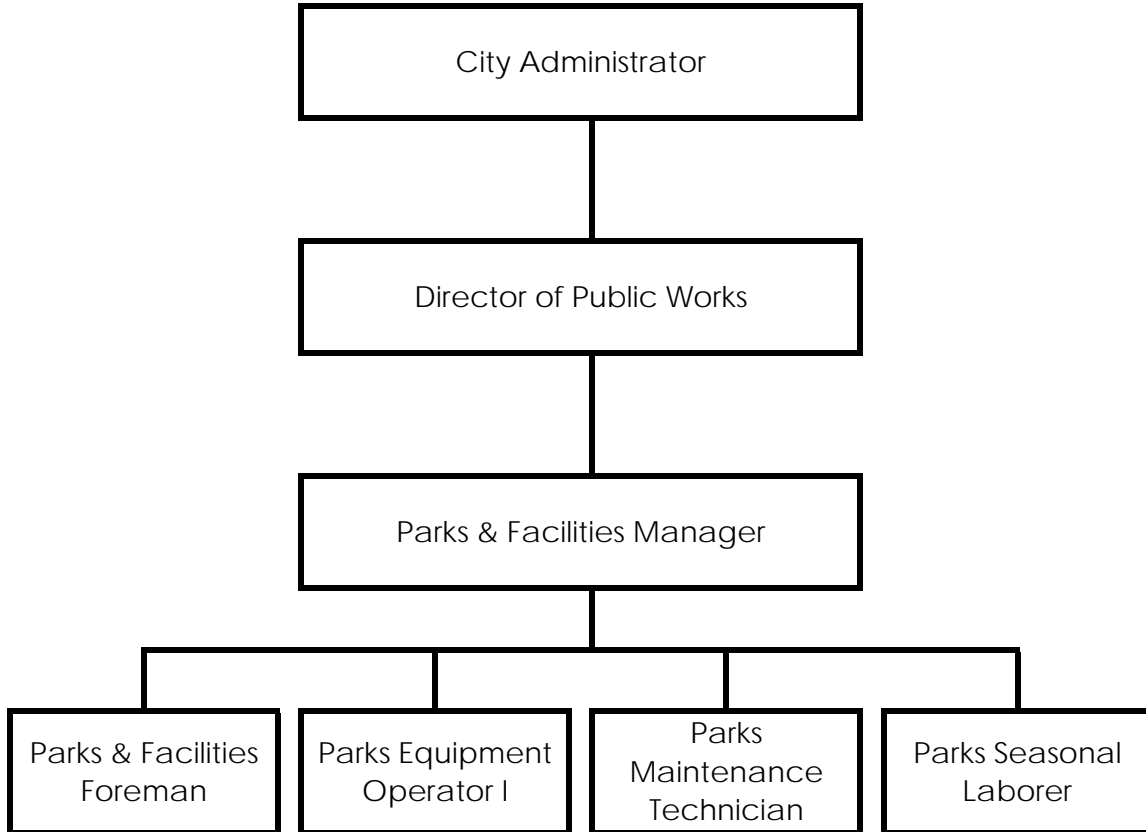 City Administrator
Director of Public Works
Parks & Facilities Manager
Parks & Facilities
Foreman
Parks Equipment
Operator I
Parks
Maintenance
Technician
Parks Seasonal
Laborer